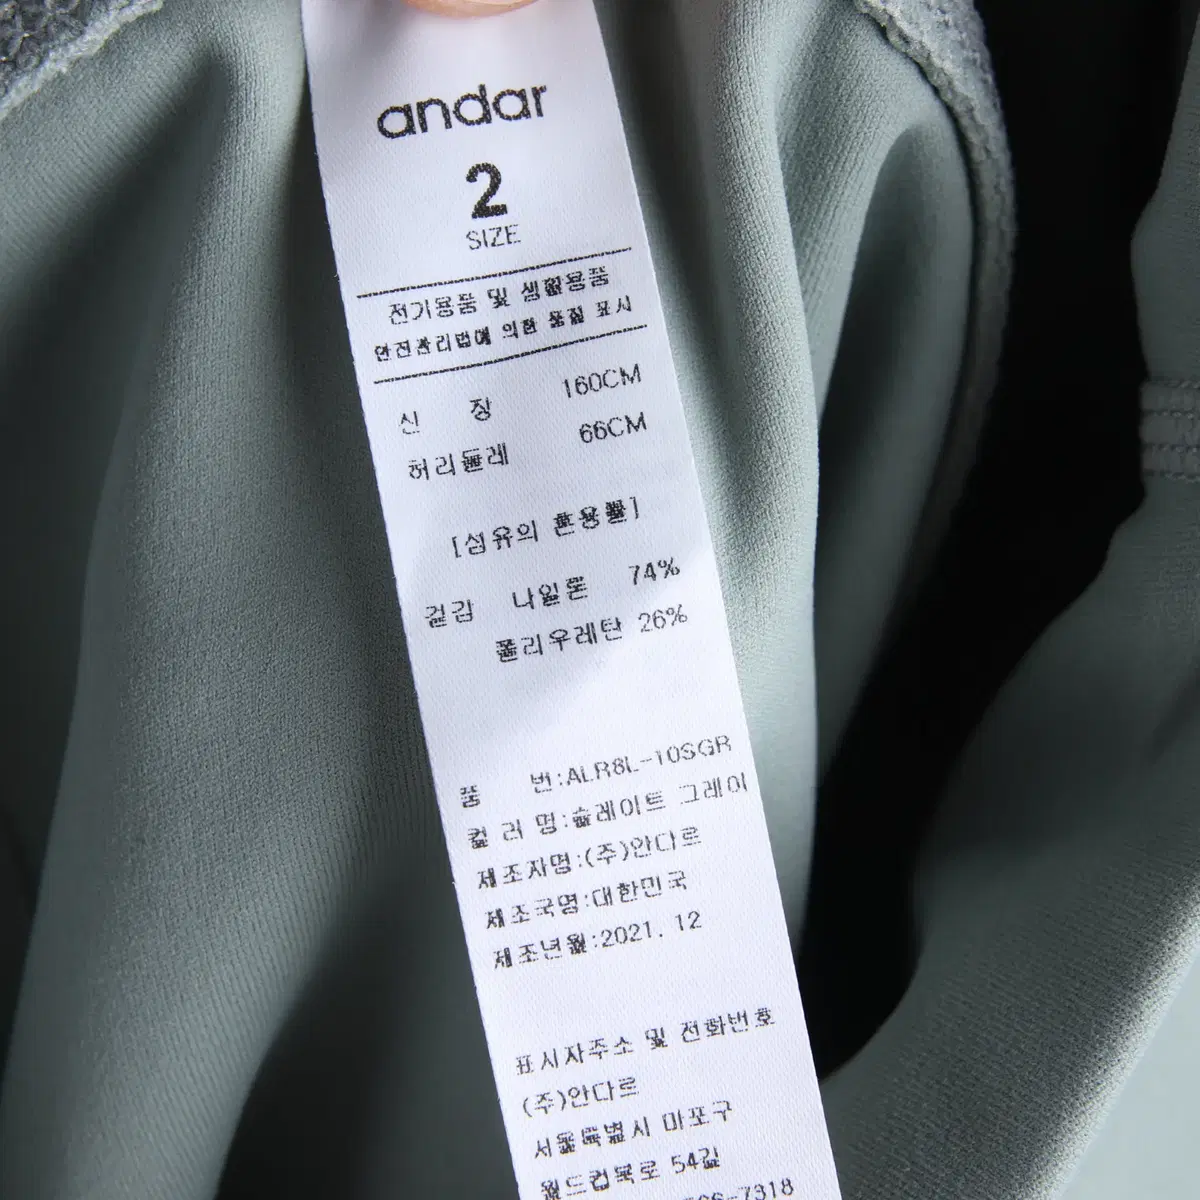 andar
2
SIZE
전기용품 및 생활용품
안전관리법에 의한 품질 표시
신 장 160CM
허리둘레 66CM
[섬유의 혼용률]
겉감 나일론 74%
폴리우레탄 26%
품 번:ALR8L-10SGR
컬 러 명:슬레이트 그레이
제조자명:(주)안다르
제조국명:대한민국
제조년월:2021. 12
표시자주소 및 전화번호
(주)안다르
서울특별시 마포구
월드컵북로 54길
-7318